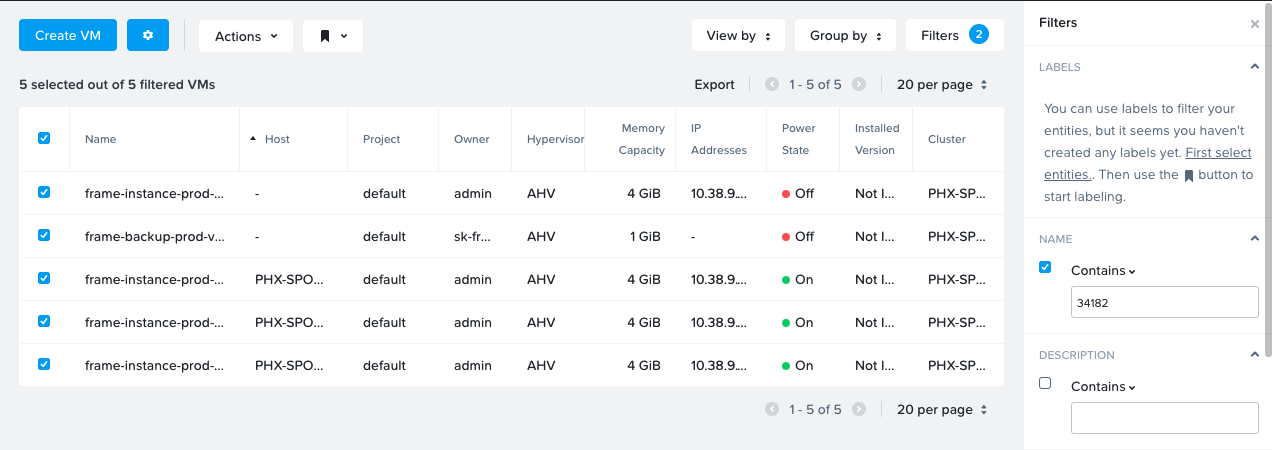 Create VM Actions View by Group by Filters 2
5 selected out of 5 filtered VMs Export 1 - 5 of 5 20 per page
Name Host Project Owner Hypervisor Memory Capacity IP Addresses Power State Installed Version Cluster
frame-instance-prod-... - default admin AHV 4 GiB 10.38.9.... Off Not I... PHX-SP...
frame-backup-prod-v... - default sk-fr... AHV 1 GiB - Off Not I... PHX-SP...
frame-instance-prod-... PHX-SPO... default admin AHV 4 GiB 10.38.9.... On Not I... PHX-SP...
frame-instance-prod-... PHX-SPO... default admin AHV 4 GiB 10.38.9.... On Not I... PHX-SP...
frame-instance-prod-... PHX-SPO... default admin AHV 4 GiB 10.38.9.... On Not I... PHX-SP...
1 - 5 of 5 20 per page
Filters
LABELS
You can use labels to filter your
entities, but it seems you haven't
created any labels yet. First select
entities.. Then use the button to
start labeling.
NAME
Contains
34182
DESCRIPTION
Contains